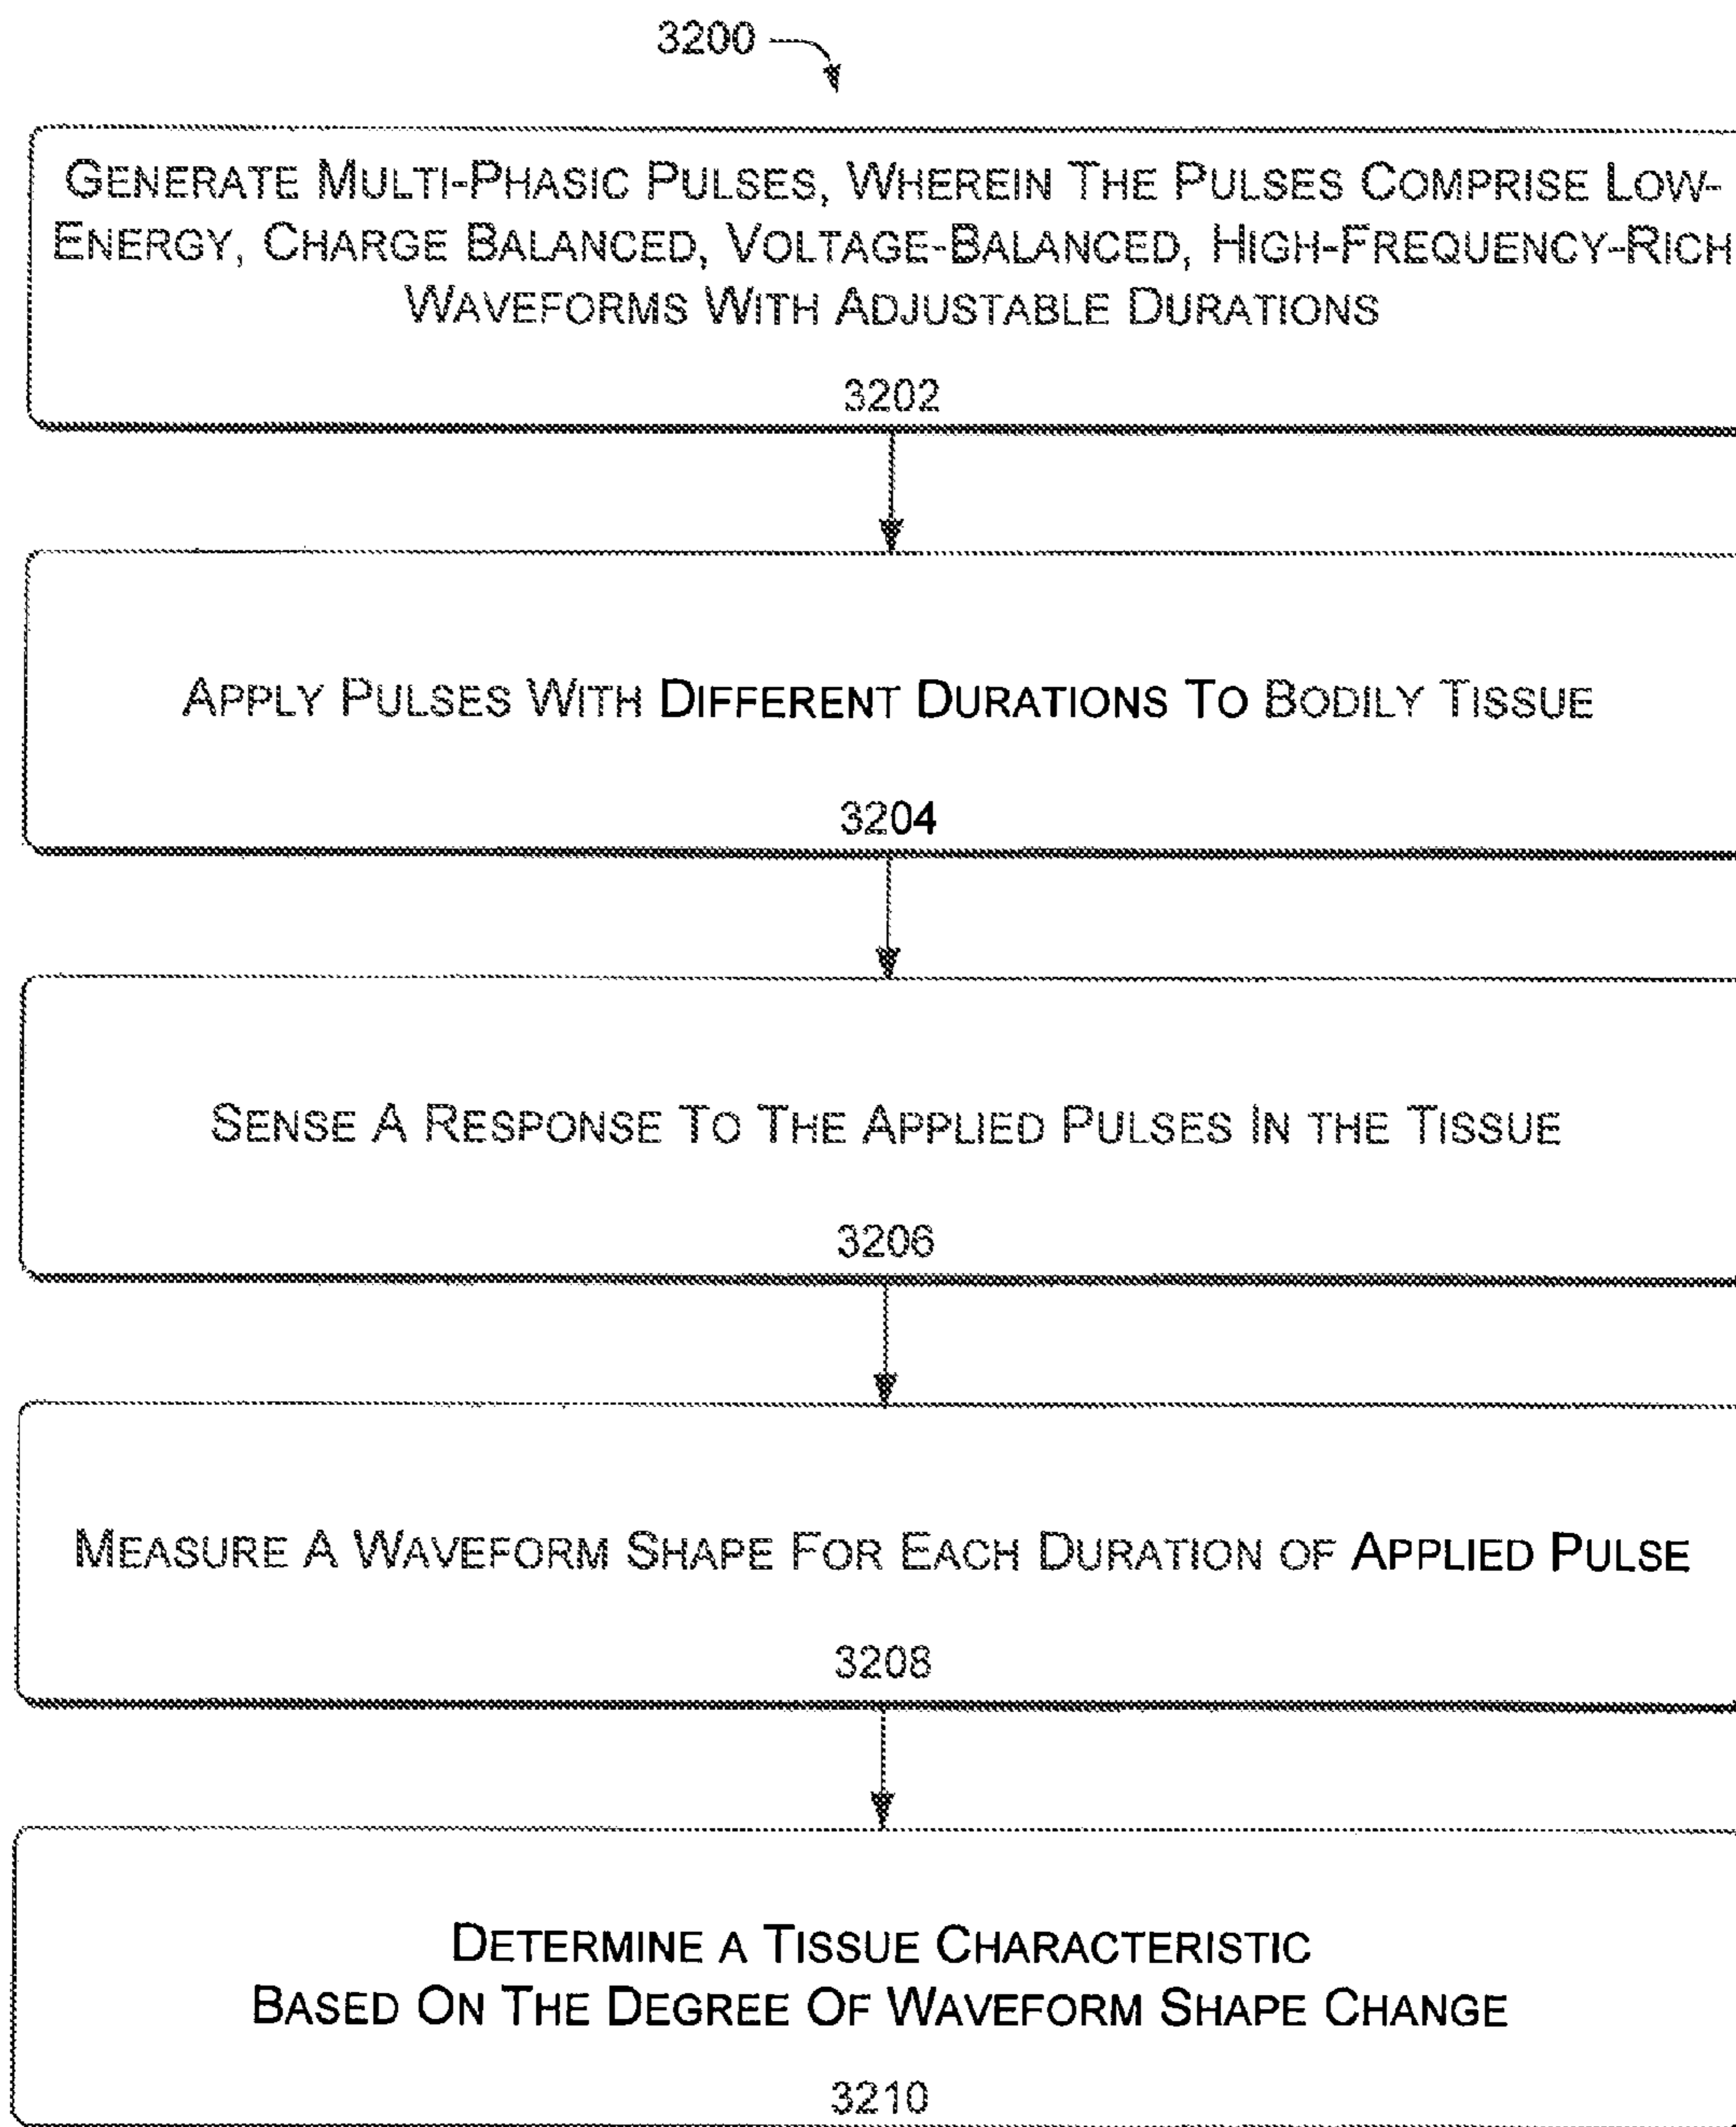 3200
GENERATE MULTI-PHASIC PULSES, WHEREIN THE PULSES COMPRISE LOW-
ENERGY, CHARGE BALANCED, VOLTAGE-BALANCED, HIGH-FREQUENCY-RICH
WAVEFORMS WITH ADJUSTABLE DURATIONS
3202
APPLY PULSES WITH DIFFERENT DURATIONS TO BODILY TISSUE
3204
SENSE A RESPONSE TO THE APPLIED PULSES IN THE TISSUE
3206
MEASURE A WAVEFORM SHAPE FOR EACH DURATION OF APPLIED PULSE
3208
DETERMINE A TISSUE CHARACTERISTIC
BASED ON THE DEGREE OF WAVEFORM SHAPE CHANGE
3210